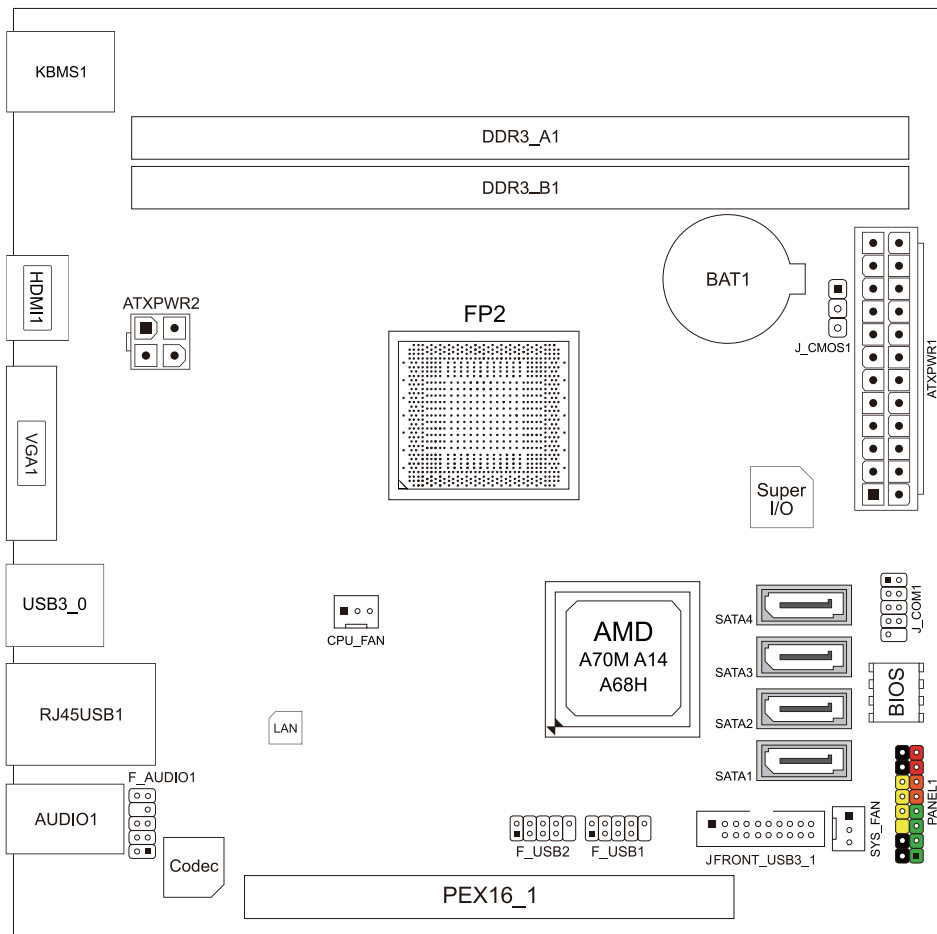 KBMS1
DDR3_A1
DDR3_B1
HDMI1
ATXPWR2
FP2
BAT1
J_CMOS1
ATXPWR1
VGA1
Super
I/O
USB3_0
CPU_FAN
AMD
A70M A14
A68H
SATA4
SATA3
SATA2
SATA1
J_COM1
BIOS
RJ45USB1
LAN
F_AUDIO1
AUDIO1
Codec
F_USB2
F_USB1
JFRONT_USB3_1
SYS_FAN
PANEL1
PEX16_1